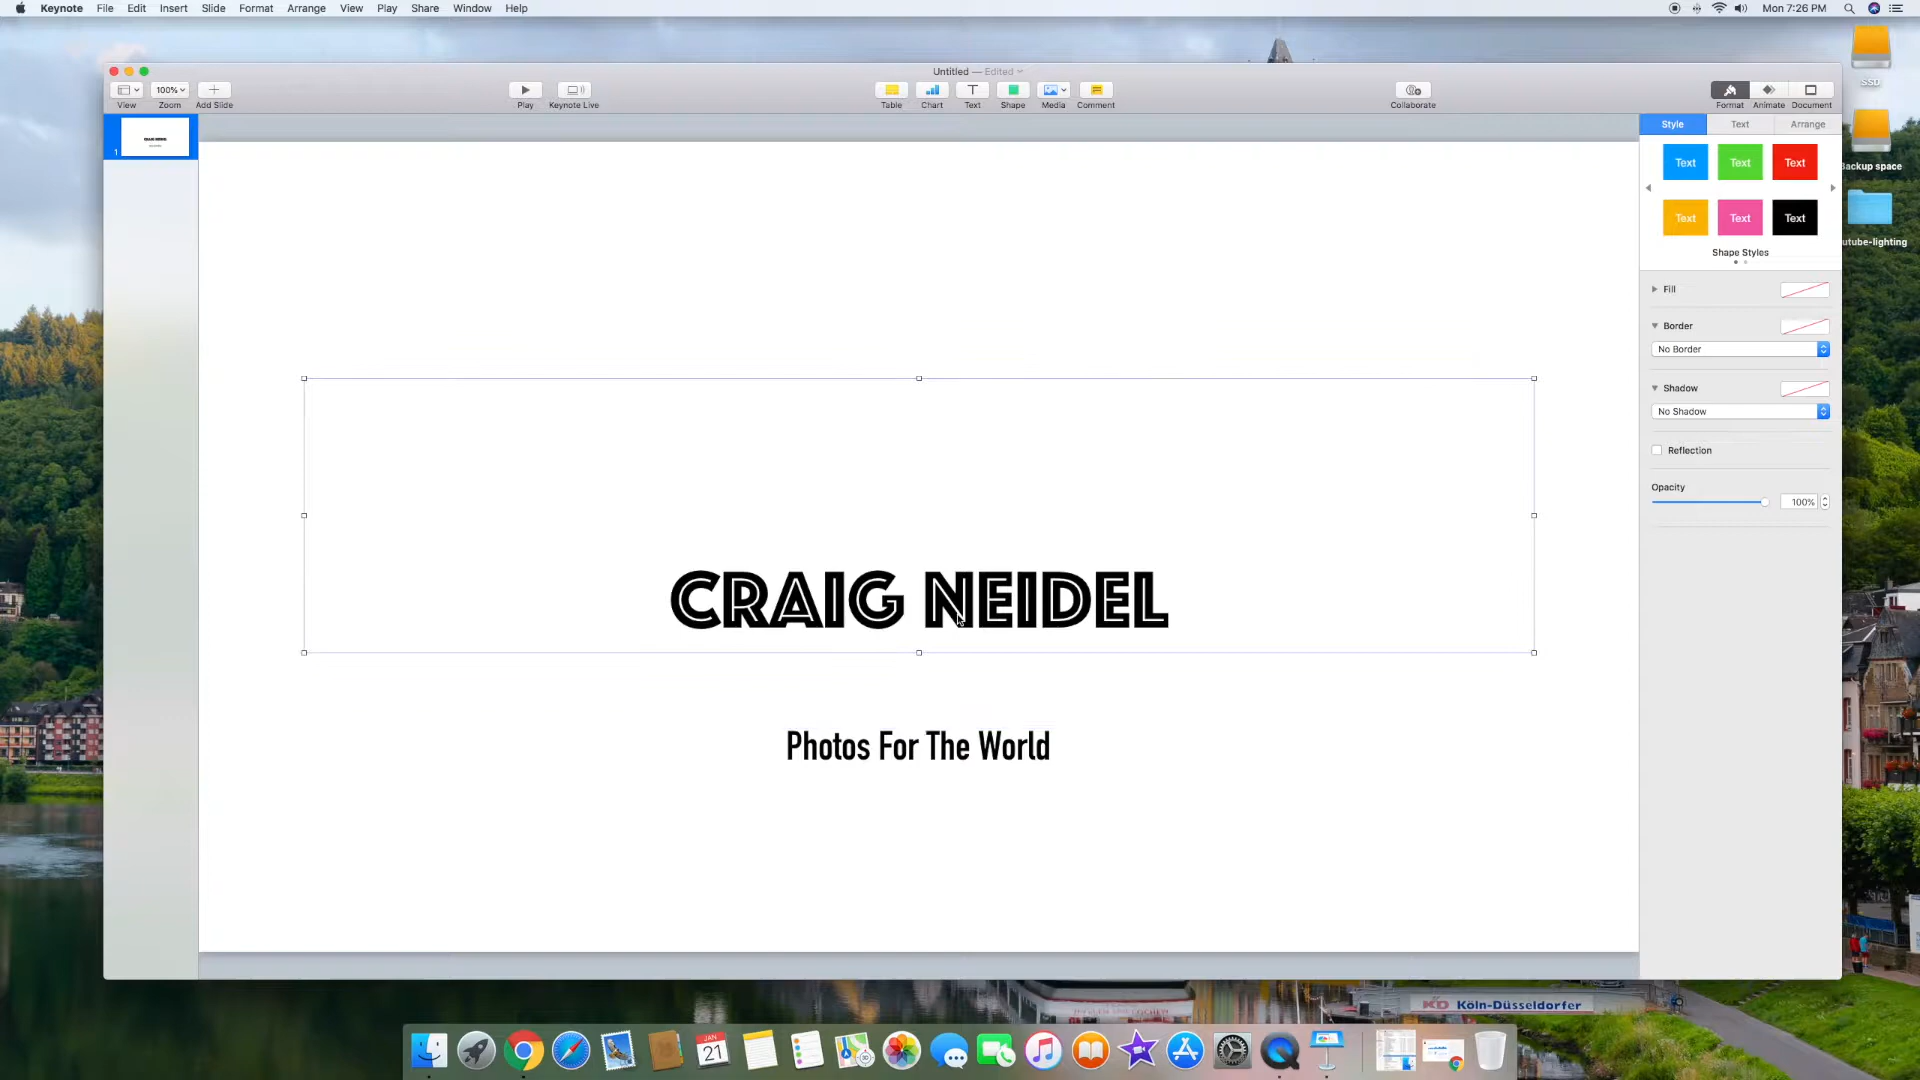 Keynote File Edit Insert Slide Format Arrange View Play Share Window Help Mon 7:26 PM
Untitled — Edited
100%
View Zoom Add Slide Play Keynote Live Table Chart Text Shape Media Comment Collaborate Format Animate Document
SSD
Backup space
utube-lighting
1
Style Text Arrange
Text Text Text
Text Text Text
Shape Styles
Fill
Border
No Border
Shadow
No Shadow
Reflection
Opacity
100%
CRAIG NEIDEL
Photos For The World
KD Köln-Düsseldorfer
JAN
21